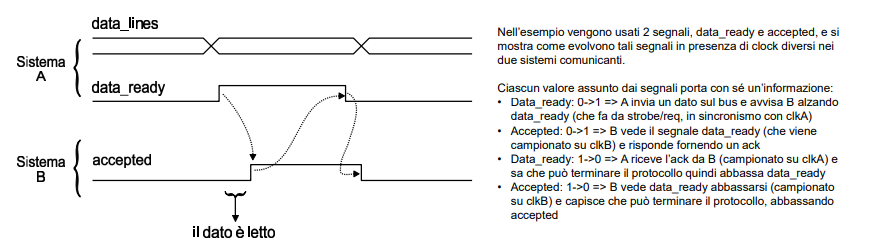 data_lines
Sistema
A
data_ready
Sistema
B
accepted
il dato è letto
Nell'esempio vengono usati 2 segnali, data_ready e accepted, e si
mostra come evolvono tali segnali in presenza di clock diversi nei
due sistemi comunicanti.
Ciascun valore assunto dai segnali porta con sé un'informazione:
• Data_ready: 0->1 => A invia un dato sul bus e avvisa B alzando
data_ready (che fa da strobe/req, in sincronismo con clkA)
• Accepted: 0->1 => B vede il segnale data_ready (che viene
campionato su clkB) e risponde fornendo un ack
• Data_ready: 1->0 => A riceve l'ack da B (campionato su clkA) e
sa che può terminare il protocollo quindi abbassa data_ready
• Accepted: 1->0 => B vede data_ready abbassarsi (campionato
su clkB) e capisce che può terminare il protocollo, abbassando
accepted